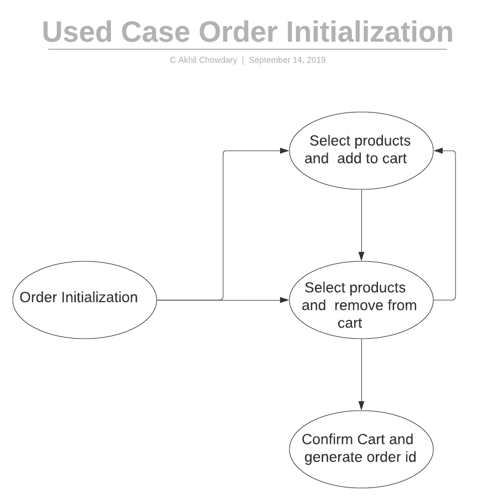 Used Case Order Initialization
C Akhil Chowdary | September 14, 2019
Select products
and add to cart
Order Initialization
Select products
and remove from
cart
Confirm Cart and
generate order id